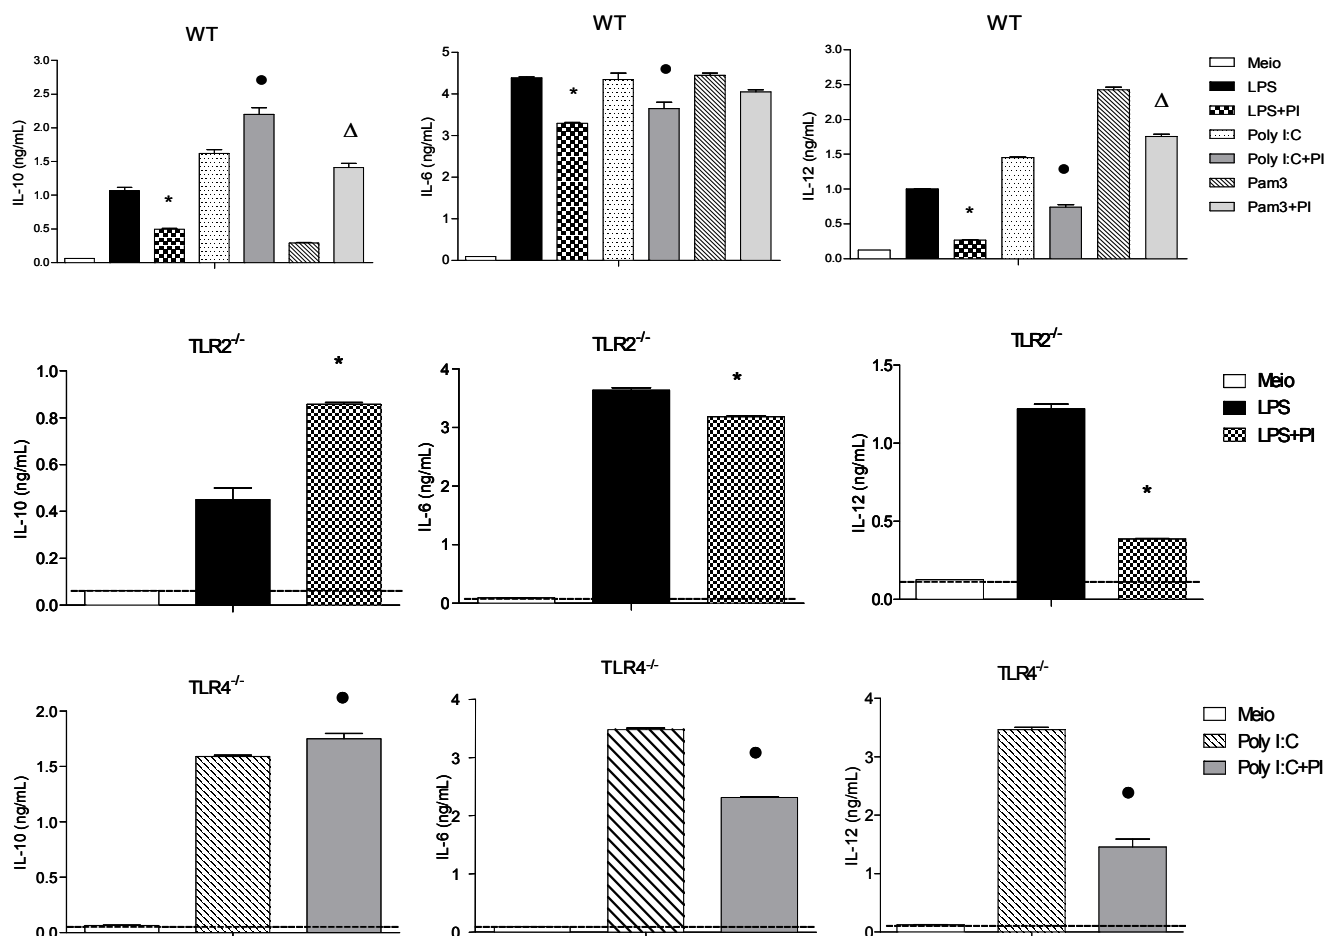 WT
IL-10 (ng/mL)
3.0
2.5
2.0
1.5
1.0
0.5
0.0
*
●
Δ
WT
IL-6 (ng/mL)
5
4
3
2
1
0
*
●
WT
IL-12 (ng/mL)
3.0
2.5
2.0
1.5
1.0
0.5
0.0
*
●
Δ
Meio
LPS
LPS+PI
Poly I:C
Poly I:C+PI
Pam3
Pam3+PI
TLR2-/-
IL-10 (ng/mL)
1.0
0.8
0.6
0.4
0.2
0.0
*
TLR2-/-
IL-6 (ng/mL)
4
3
2
1
0
*
TLR2-/-
IL-12 (ng/mL)
1.5
1.0
0.5
0.0
*
Meio
LPS
LPS+PI
TLR4-/-
IL-10 (ng/mL)
2.0
1.5
1.0
0.5
0.0
●
TLR4-/-
IL-6 (ng/mL)
4
3
2
1
0
●
TLR4-/-
IL-12 (ng/mL)
4
3
2
1
0
●
Meio
Poly I:C
Poly I:C+PI